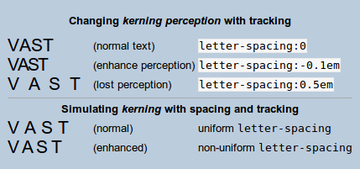 Changing kerning perception with tracking
VAST (normal text) letter-spacing:0
VAST (enhance perception) letter-spacing:-0.1em
VAST (lost perception) letter-spacing:0.5em
Simulating kerning with spacing and tracking
VAST (normal) uniform letter-spacing
VAST (enhanced) non-uniform letter-spacing